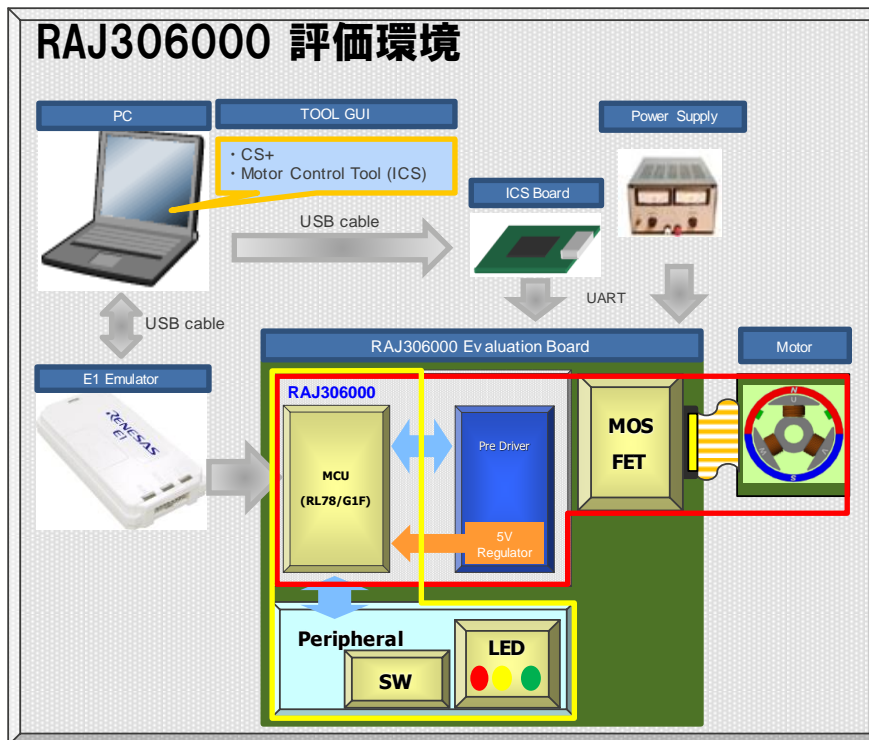 RAJ306000 評価環境
PC
TOOL GUI
Power Supply
・CS+
・Motor Control Tool (ICS)
ICS Board
USB cable
UART
USB cable
RAJ306000 Evaluation Board
Motor
E1 Emulator
RAJ306000
RENESAS
E1
MCU
(RL78/G1F)
Pre Driver
MOS
FET
N
U
V
W
S
5V
Regulator
Peripheral
SW
LED